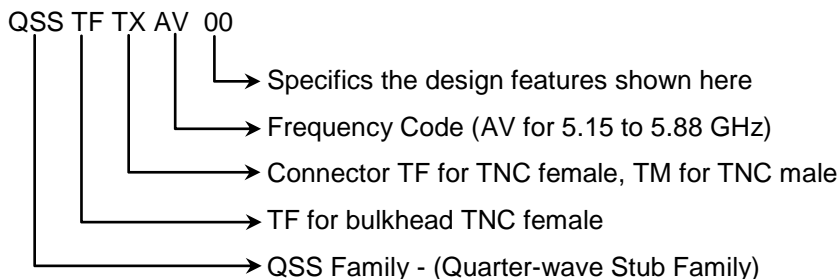 QSS TF TX AV 00
Specifics the design features shown here
Frequency Code (AV for 5.15 to 5.88 GHz)
Connector TF for TNC female, TM for TNC male
TF for bulkhead TNC female
QSS Family - (Quarter-wave Stub Family)